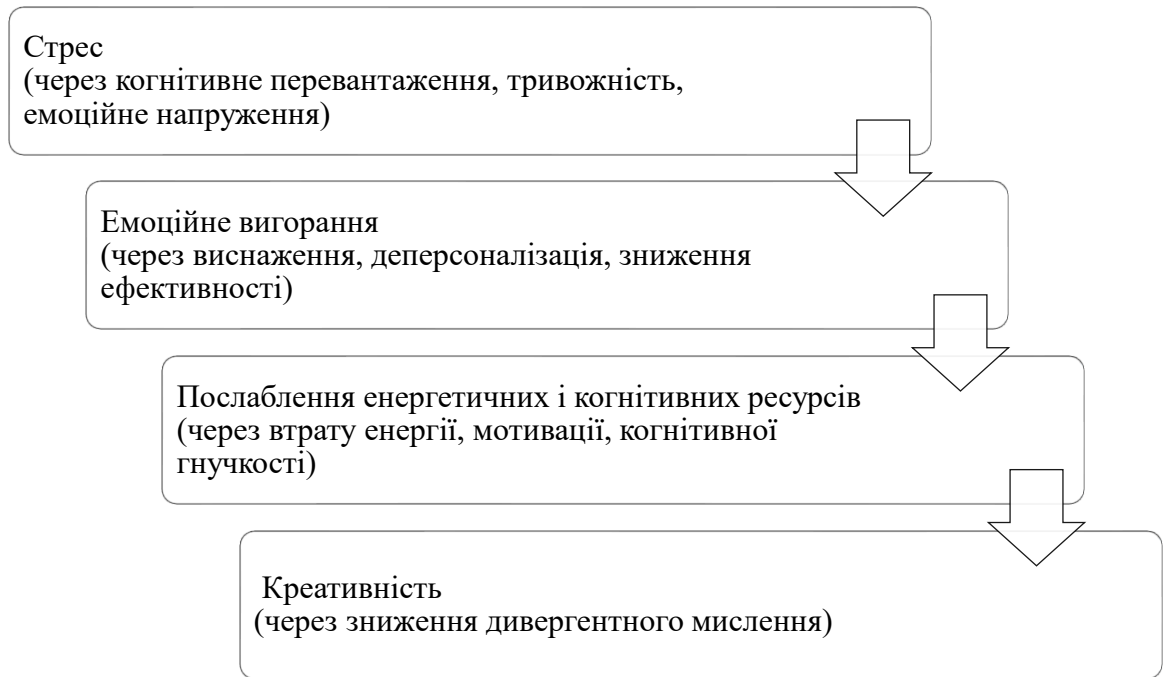 Стрес
(через когнітивне перевантаження, тривожність,
емоційне напруження)
Емоційне вигорання
(через виснаження, деперсоналізація, зниження
ефективності)
Послаблення енергетичних і когнітивних ресурсів
(через втрату енергії, мотивації, когнітивної
гнучкості)
Креативність
(через зниження дивергентного мислення)